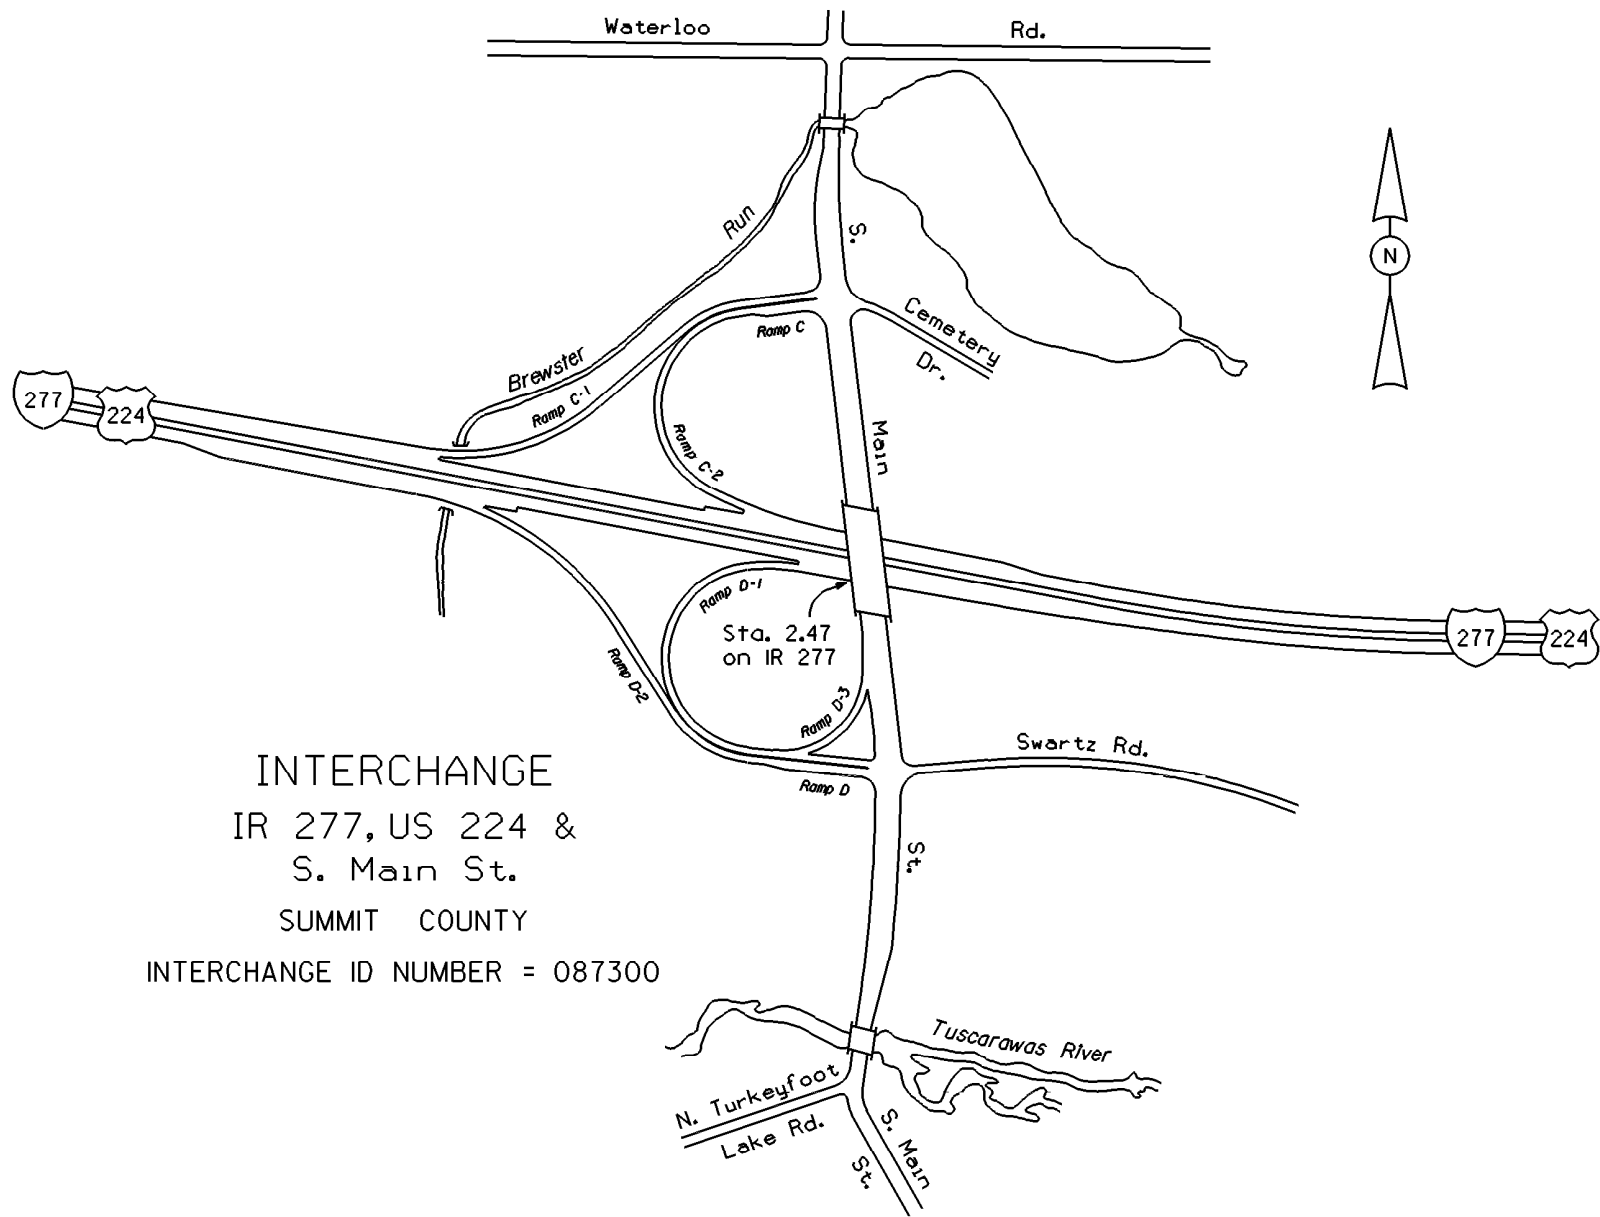 Waterloo Rd.
Run
S.
Cemetery
Dr.
Ramp C
N
Brewster
Ramp C-1
277
224
Main
Ramp C-2
Ramp D-1
Sta. 2.47
on IR 277
277
224
Ramp D-2
Ramp D-3
Swartz Rd.
Ramp D
INTERCHANGE
IR 277, US 224 &
S. Main St.
SUMMIT COUNTY
INTERCHANGE ID NUMBER = 087300
St.
Tuscarawas River
N. Turkeyfoot
Lake Rd.
S. Main
St.